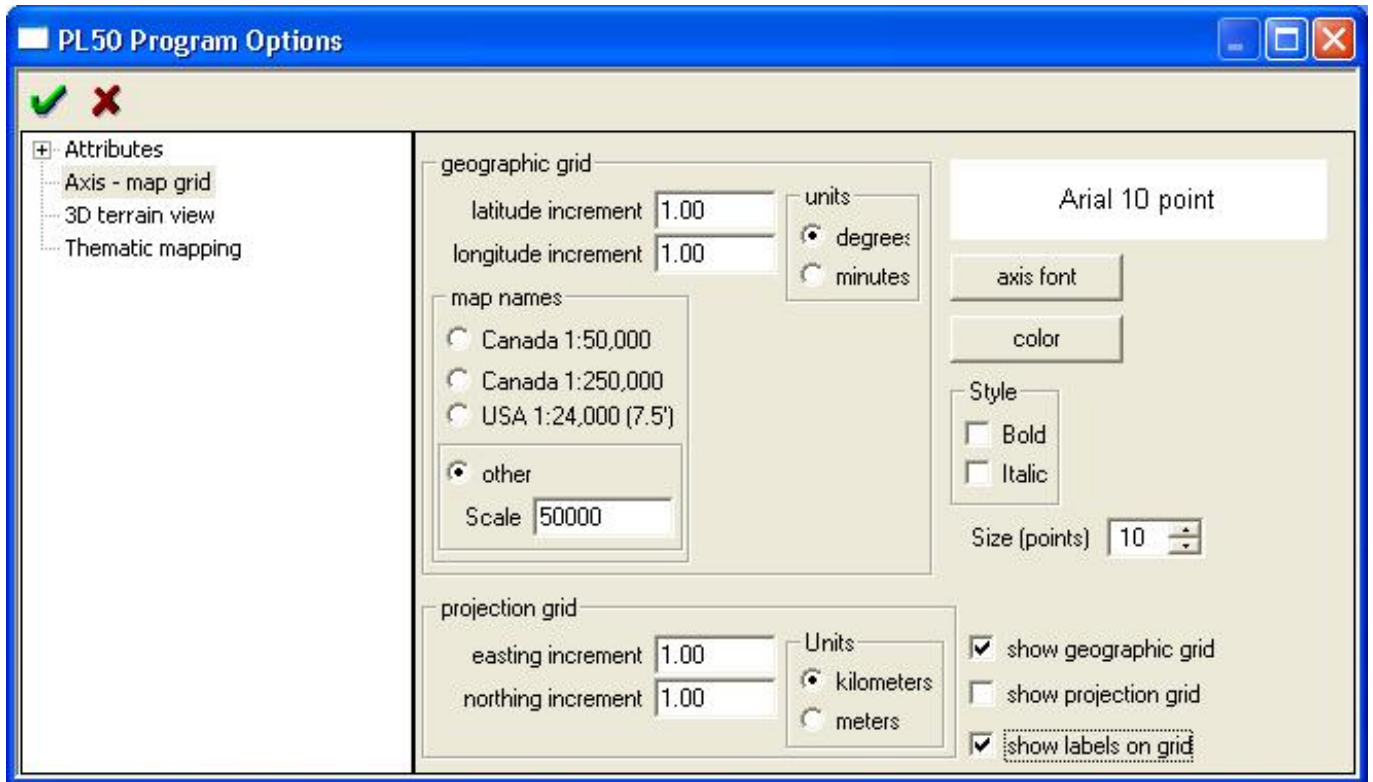 PL50 Program Options
Attributes
Axis - map grid
3D terrain view
Thematic mapping
geographic grid
latitude increment 1.00
longitude increment 1.00
units
degrees
minutes
map names
Canada 1:50,000
Canada 1:250,000
USA 1:24,000 (7.5')
other
Scale 50000
Arial 10 point
axis font
color
Style
Bold
Italic
Size (points) 10
projection grid
easting increment 1.00
northing increment 1.00
Units
kilometers
meters
show geographic grid
show projection grid
show labels on grid